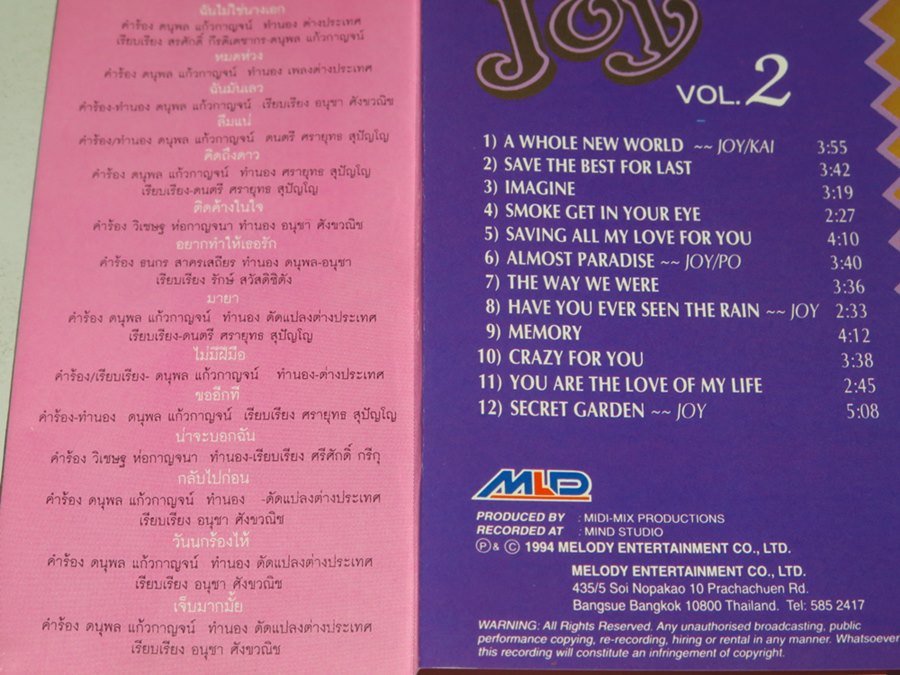 ฉันไม่ใช่นางเอก
คำร้อง ดนุพล แก้วกาญจน์ ทำนอง ต่างประเทศ
เรียบเรียง สรศักดิ์ กีรติเตชากร-ดนุพล แก้วกาญจน์
หมดห่วง
คำร้อง ดนุพล แก้วกาญจน์ ทำนอง เพลงต่างประเทศ
ฉันมันเลว
คำร้อง-ทำนอง ดนุพล แก้วกาญจน์ เรียบเรียง อนุชา ศังขวณิช
ลืมแน่
คำร้อง/ทำนอง ดนุพล แก้วกาญจน์ ดนตรี ศรายุทธ สุปัญโญ
คิดถึงดาว
คำร้อง ดนุพล แก้วกาญจน์ ทำนอง ศรายุทธ สุปัญโญ
เรียบเรียง-ดนตรี ศรายุทธ สุปัญโญ
ติดค้างในใจ
คำร้อง วิเชษฐ ห่อกาญจนา ทำนอง อนุชา ศังขวณิช
อยากทำให้เธอรัก
คำร้อง ธนกร สาครเสถียร ทำนอง ดนุพล-อนุชา
เรียบเรียง รักษ์ สวัสดิชิตัง
มายา
คำร้อง ดนุพล แก้วกาญจน์ ทำนอง ดัดแปลงต่างประเทศ
เรียบเรียง-ดนตรี ศรายุทธ สุปัญโญ
ไม่มีฝีมือ
คำร้อง/เรียบเรียง- ดนุพล แก้วกาญจน์ ทำนอง-ต่างประเทศ
ขออีกที
คำร้อง-ทำนอง ดนุพล แก้วกาญจน์ เรียบเรียง ศรายุทธ สุปัญโญ
น่าจะบอกฉัน
คำร้อง วิเชษฐ ห่อกาญจนา ทำนอง-เรียบเรียง ศรีศักดิ์ กรีกุ
กลับไปก่อน
คำร้อง ดนุพล แก้วกาญจน์ ทำนอง -ดัดแปลงต่างประเทศ
เรียบเรียง อนุชา ศังขวณิช
วันนกร้องไห้
คำร้อง ดนุพล แก้วกาญจน์ ทำนอง ดัดแปลงต่างประเทศ
เรียบเรียง อนุชา ศังขวณิช
เจ็บมากมั้ย
คำร้อง ดนุพล แก้วกาญจน์ ทำนอง ดัดแปลงต่างประเทศ
เรียบเรียง อนุชา ศังขวณิช
Joy
VOL.2
1) A WHOLE NEW WORLD ~~ JOY/KAI 3:55
2) SAVE THE BEST FOR LAST 3:42
3) IMAGINE 3:19
4) SMOKE GET IN YOUR EYE 2:27
5) SAVING ALL MY LOVE FOR YOU 4:10
6) ALMOST PARADISE ~~ JOY/PO 3:40
7) THE WAY WE WERE 3:36
8) HAVE YOU EVER SEEN THE RAIN ~~ JOY 2:33
9) MEMORY 4:12
10) CRAZY FOR YOU 3:38
11) YOU ARE THE LOVE OF MY LIFE 2:45
12) SECRET GARDEN ~~ JOY 5:08
MLD
PRODUCED BY : MIDI-MIX PRODUCTIONS
RECORDED AT : MIND STUDIO
Ⓟ& © 1994 MELODY ENTERTAINMENT CO., LTD.
MELODY ENTERTAINMENT CO., LTD.
435/5 Soi Nopakao 10 Prachachuen Rd.
Bangsue Bangkok 10800 Thailand. Tel: 585 2417
WARNING: All Rights Reserved. Any unauthorised broadcasting, public
performance copying, re-recording, hiring or rental in any manner. Whatsoever
this recording will constitute an infringement of copyright.